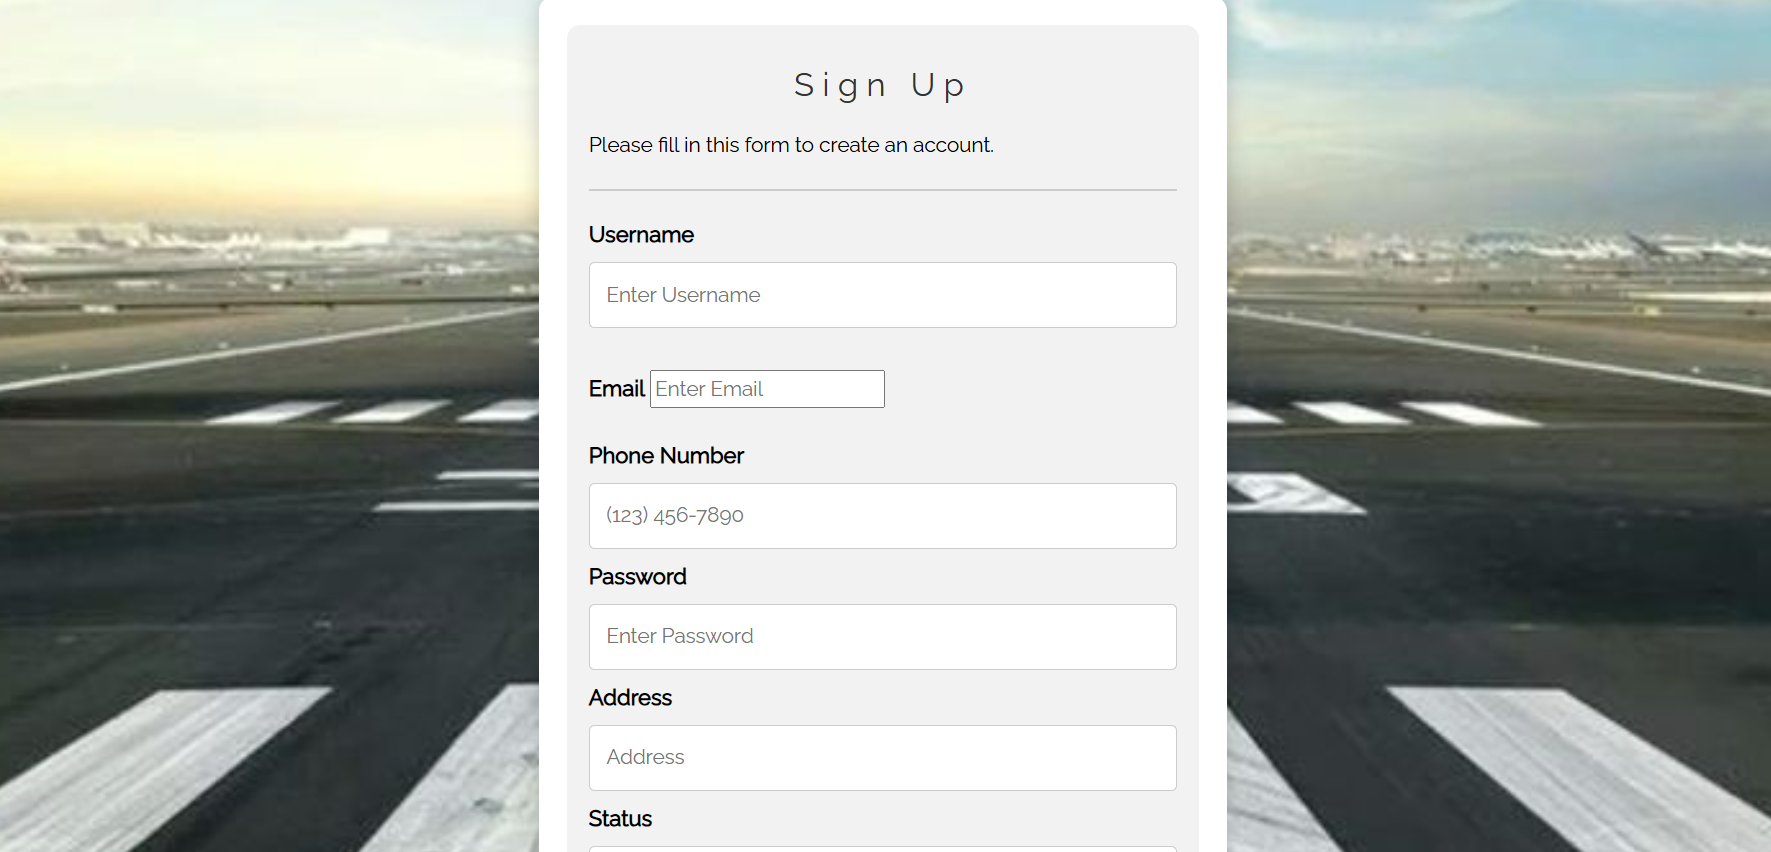 Sign Up
Please fill in this form to create an account.
Username
Enter Username
Email Enter Email
Phone Number
(123) 456-7890
Password
Enter Password
Address
Address
Status